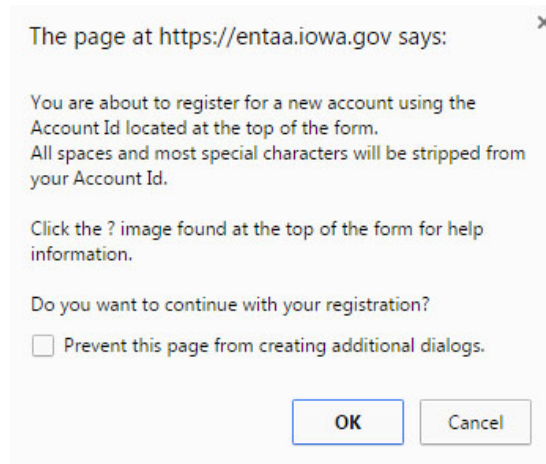 The page at https://entaa.iowa.gov says:
You are about to register for a new account using the
Account Id located at the top of the form.
All spaces and most special characters will be stripped from
your Account Id.
Click the ? image found at the top of the form for help
information.
Do you want to continue with your registration?
Prevent this page from creating additional dialogs.
OK Cancel